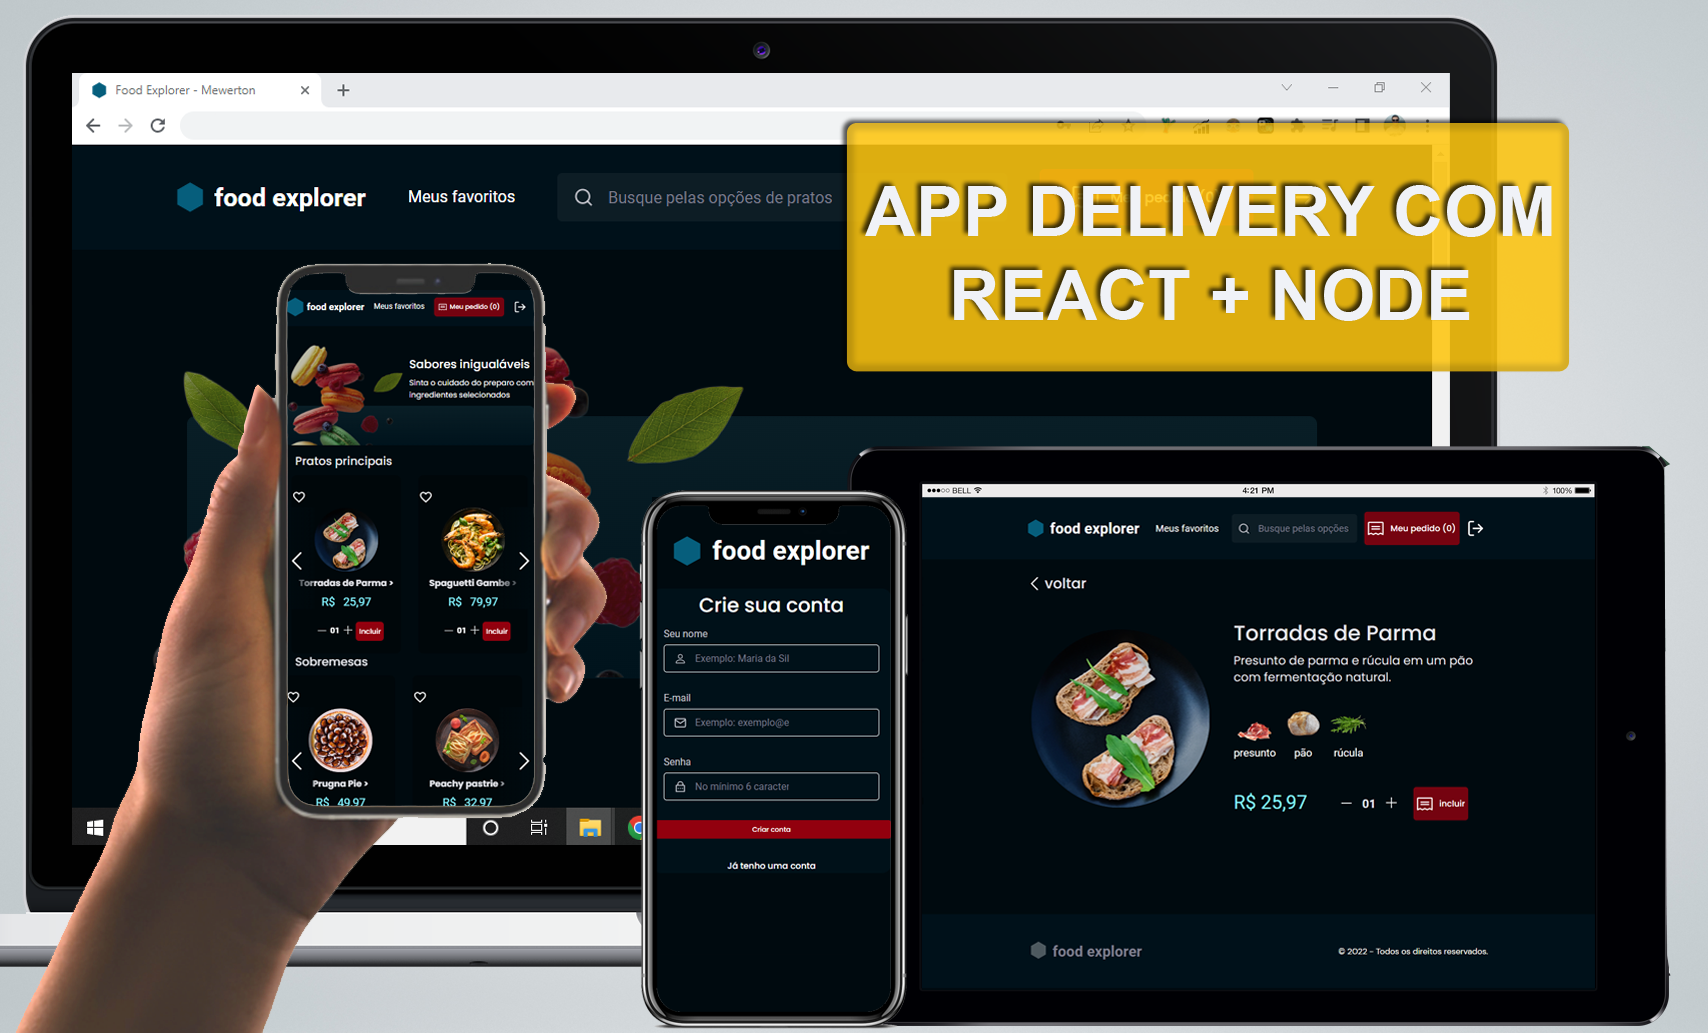 Food Explorer - Mewerton
food explorer
Meus favoritos
Busque pelas opções de pratos
APP DELIVERY COM
REACT + NODE
food explorer
Meus favoritos
Meu pedido (0)
Sabores inigualáveis
Sinta o cuidado do preparo com
ingredientes selecionados
Pratos principais
Torradas de Parma >
R$ 25,97
01
Incluir
Spaguetti Gambe >
R$ 79,97
01
Incluir
Sobremesas
Prugna Pie >
R$ 49,97
Peachy pastrie >
R$ 32,97
food explorer
Crie sua conta
Seu nome
Exemplo: Maria da Sil
E-mail
Exemplo: exemplo@e
Senha
No mínimo 6 caracter
Criar conta
Já tenho uma conta
BELL
4:21 PM
100%
food explorer
Meus favoritos
Busque pelas opções
Meu pedido (0)
voltar
Torradas de Parma
Presunto de parma e rúcula em um pão
com fermentação natural.
presunto
pão
rúcula
R$ 25,97
01
incluir
food explorer
© 2022 - Todos os direitos reservados.